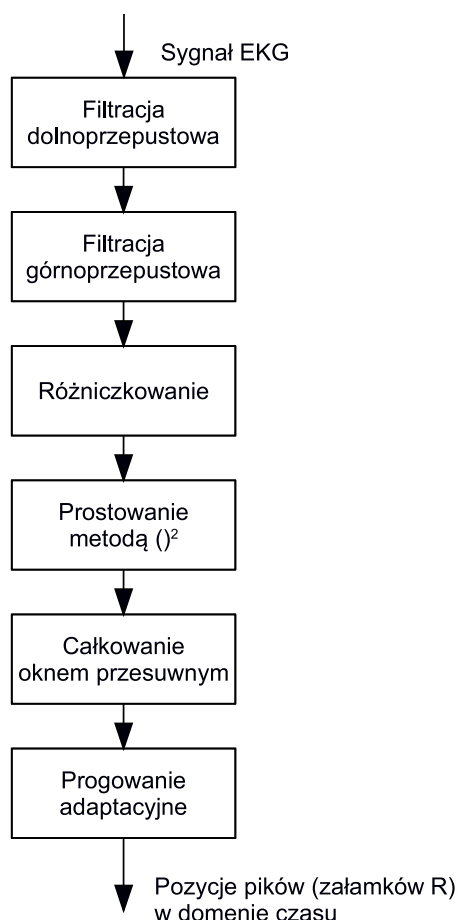 Sygnał EKG
Filtracja
dolnoprzepustowa
Filtracja
górnoprzepustowa
Różniczkowanie
Prostowanie
metodą ()²
Całkowanie
oknem przesuwnym
Progowanie
adaptacyjne
Pozycje pików (załamków R)
w domenie czasu